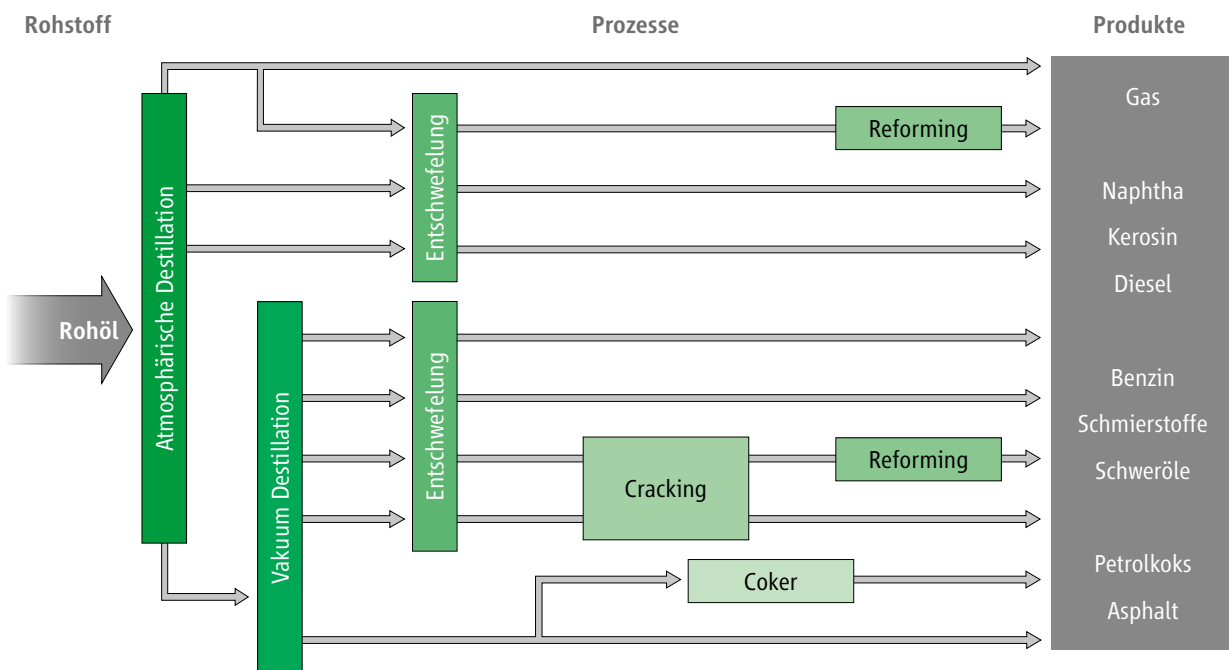 Rohstoff
Prozesse
Produkte
Rohöl
Atmosphärische Destillation
Vakuum Destillation
Entschwefelung
Entschwefelung
Reforming
Cracking
Reforming
Coker
Gas
Naphtha
Kerosin
Diesel
Benzin
Schmierstoffe
Schweröle
Petrolkoks
Asphalt